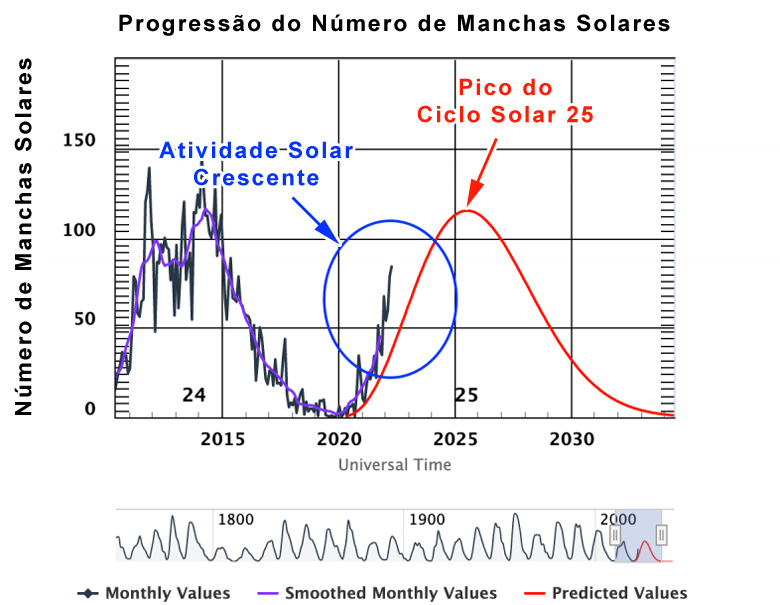 Progressão do Número de Manchas Solares
Número de Manchas Solares
150
100
50
0
Atividade Solar
Crescente
Pico do
Ciclo Solar 25
24
25
2015
2020
2025
2030
Universal Time
1800
1900
2000
Monthly Values
Smoothed Monthly Values
Predicted Values